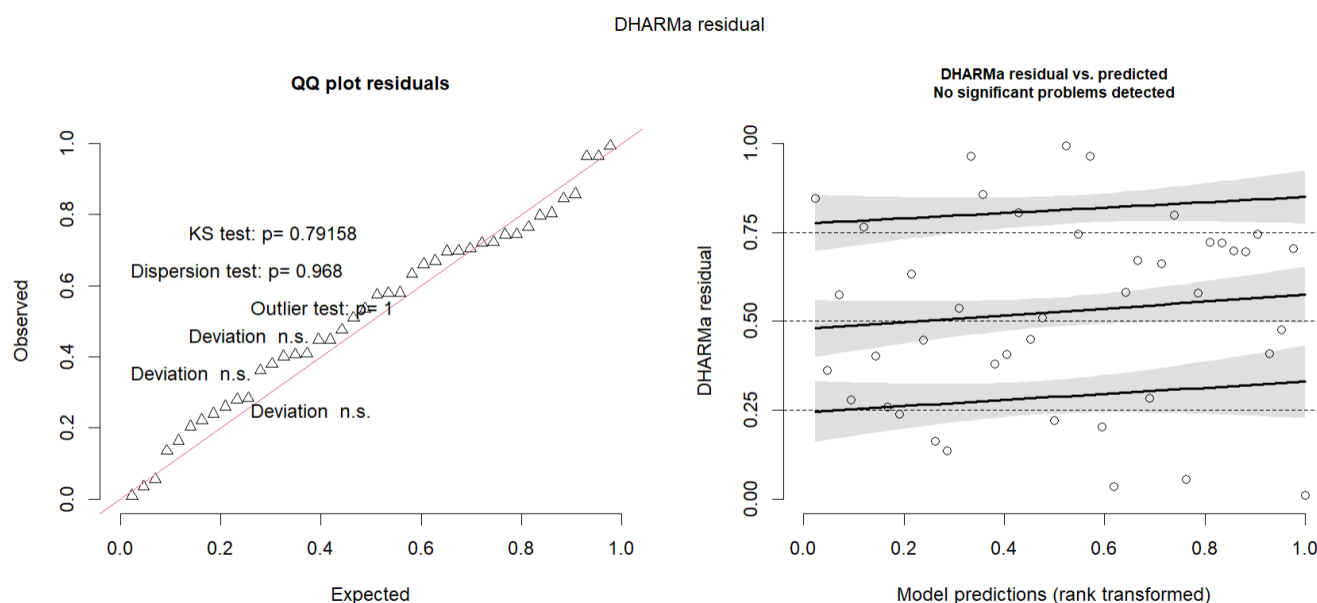 DHARMa residual
QQ plot residuals
KS test: p= 0.79158
Dispersion test: p= 0.968
Outlier test: p= 1
Deviation n.s.
Deviation n.s.
Deviation n.s.
Observed
1.0
0.8
0.6
0.4
0.2
0.0
0.0 0.2 0.4 0.6 0.8 1.0
Expected
DHARMa residual vs. predicted
No significant problems detected
DHARMa residual
1.00
0.75
0.50
0.25
0.00
0.0 0.2 0.4 0.6 0.8 1.0
Model predictions (rank transformed)